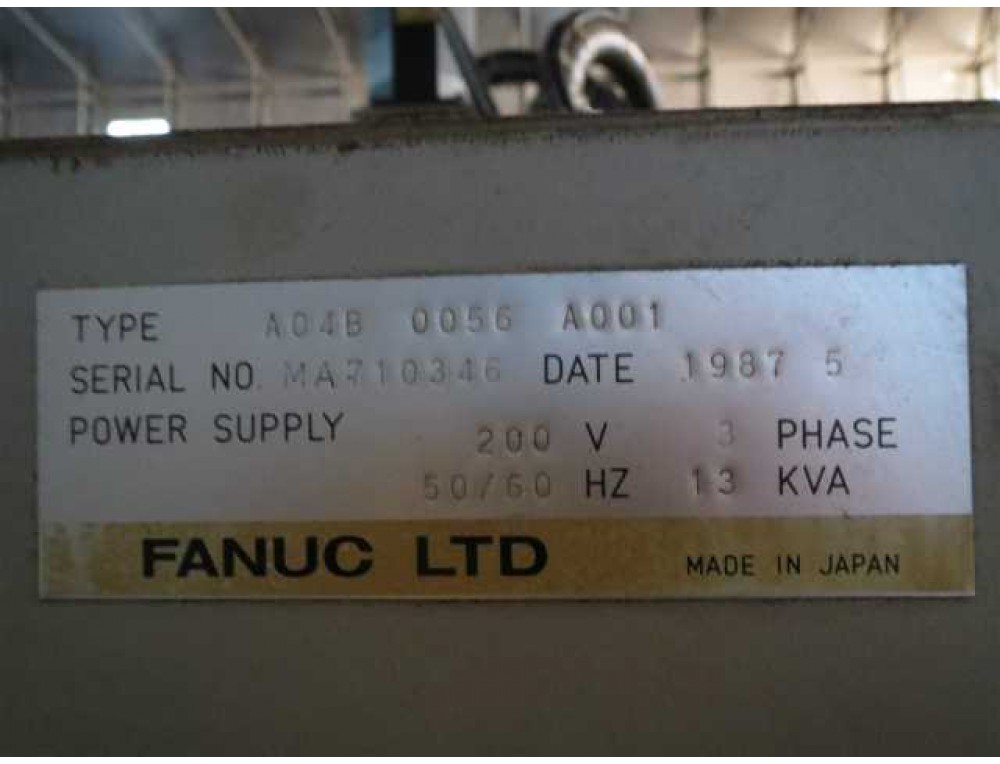 TYPE A04B 0056 A001
SERIAL NO. MA710346 DATE 1987 5
POWER SUPPLY 200 V 3 PHASE
50/60 HZ 13 KVA
FANUC LTD MADE IN JAPAN